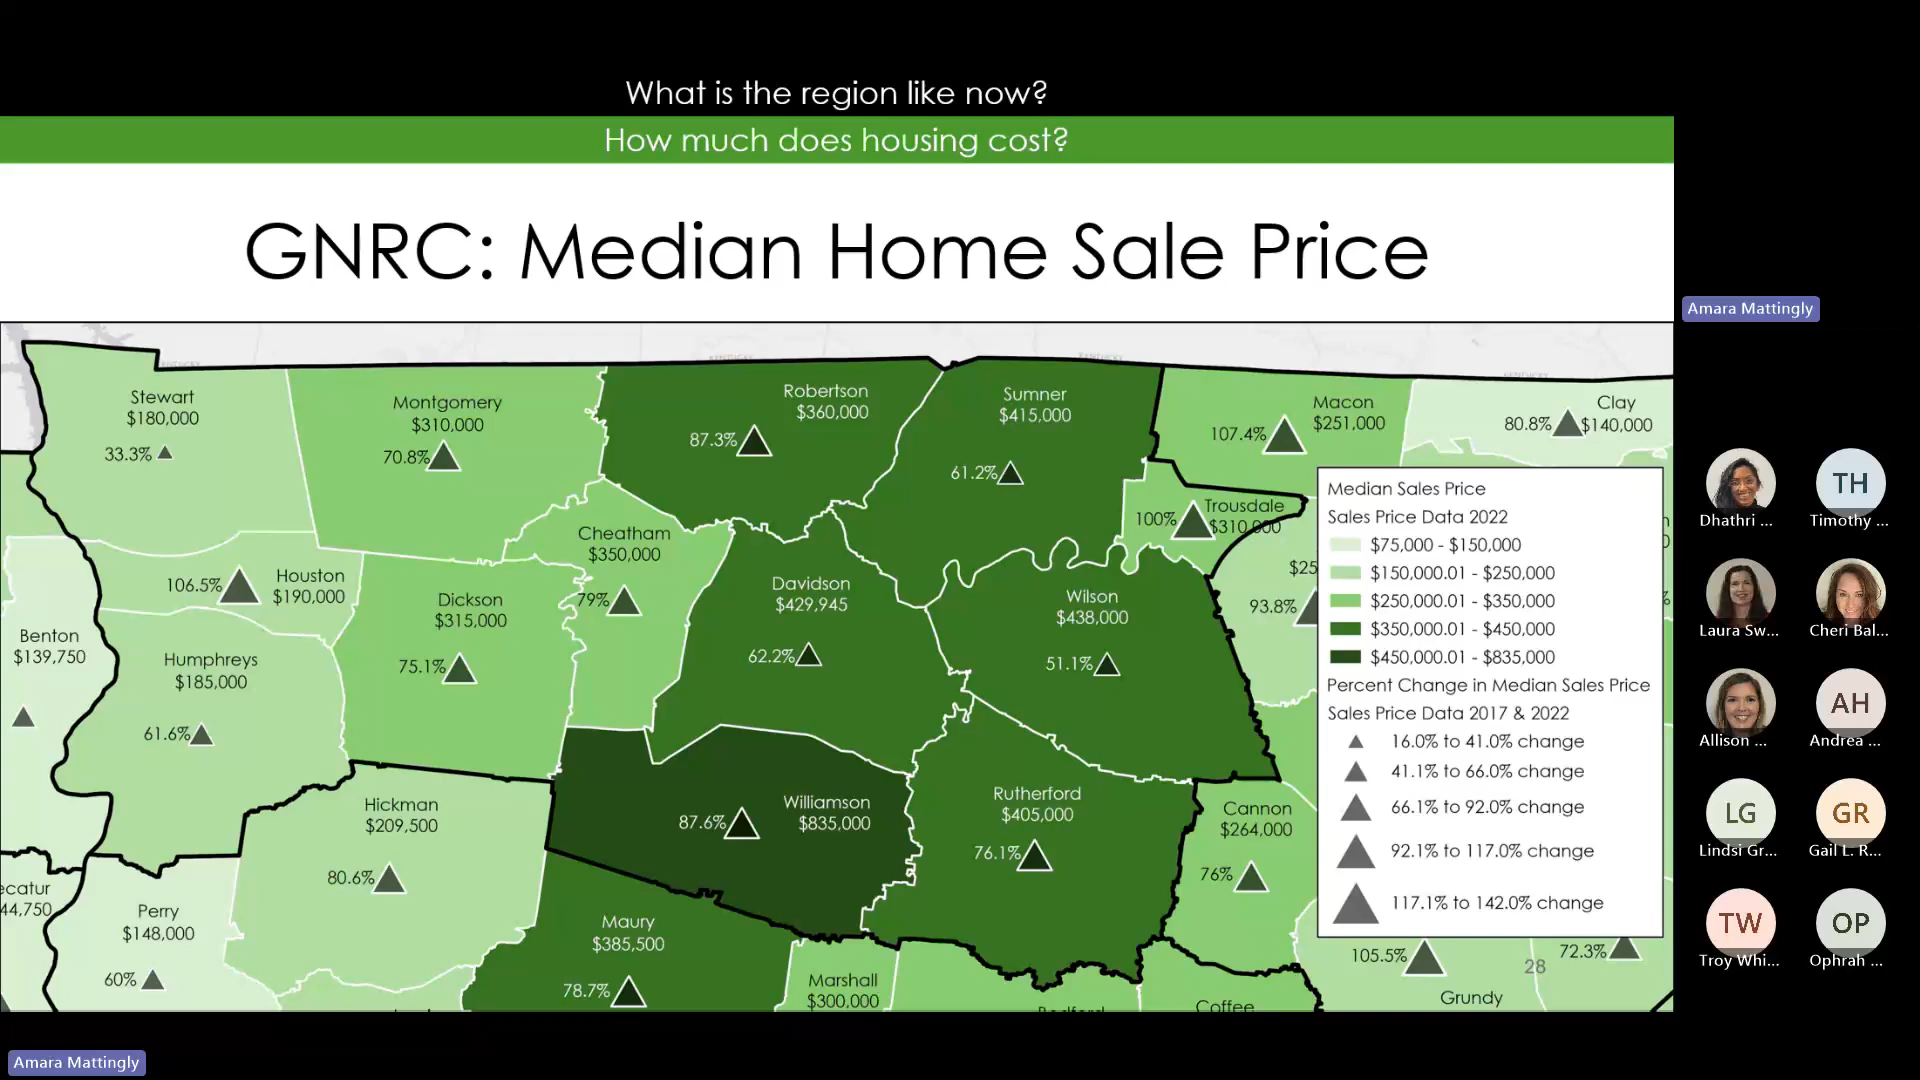 What is the region like now?
How much does housing cost?
GNRC: Median Home Sale Price
Amara Mattingly
KENTUCKY
KENTUCKY
Stewart
$180,000
33.3%
Montgomery
$310,000
70.8%
Robertson
$360,000
87.3%
Sumner
$415,000
61.2%
Macon
$251,000
107.4%
Clay
$140,000
80.8%
Trousdale
$310,000
100%
Cheatham
$350,000
79%
Houston
$190,000
106.5%
Dickson
$315,000
75.1%
Davidson
$429,945
62.2%
Wilson
$438,000
51.1%
$25
93.8%
Benton
$139,750
Humphreys
$185,000
61.6%
Hickman
$209,500
80.6%
Williamson
$835,000
87.6%
Rutherford
$405,000
76.1%
Cannon
$264,000
76%
ecatur
44,750
Perry
$148,000
60%
Maury
$385,500
78.7%
Marshall
$300,000
Bedford
Coffee
105.5%
28
72.3%
Grundy
Median Sales Price
Sales Price Data 2022
$75,000 - $150,000
$150,000.01 - $250,000
$250,000.01 - $350,000
$350,000.01 - $450,000
$450,000.01 - $835,000
Percent Change in Median Sales Price
Sales Price Data 2017 & 2022
16.0% to 41.0% change
41.1% to 66.0% change
66.1% to 92.0% change
92.1% to 117.0% change
117.1% to 142.0% change
TH
Dhathri ...
Timothy ...
Laura Sw...
Cheri Bal...
AH
Allison ...
Andrea ...
LG
GR
Lindsi Gr...
Gail L. R...
TW
OP
Troy Whi...
Ophrah ...
Amara Mattingly